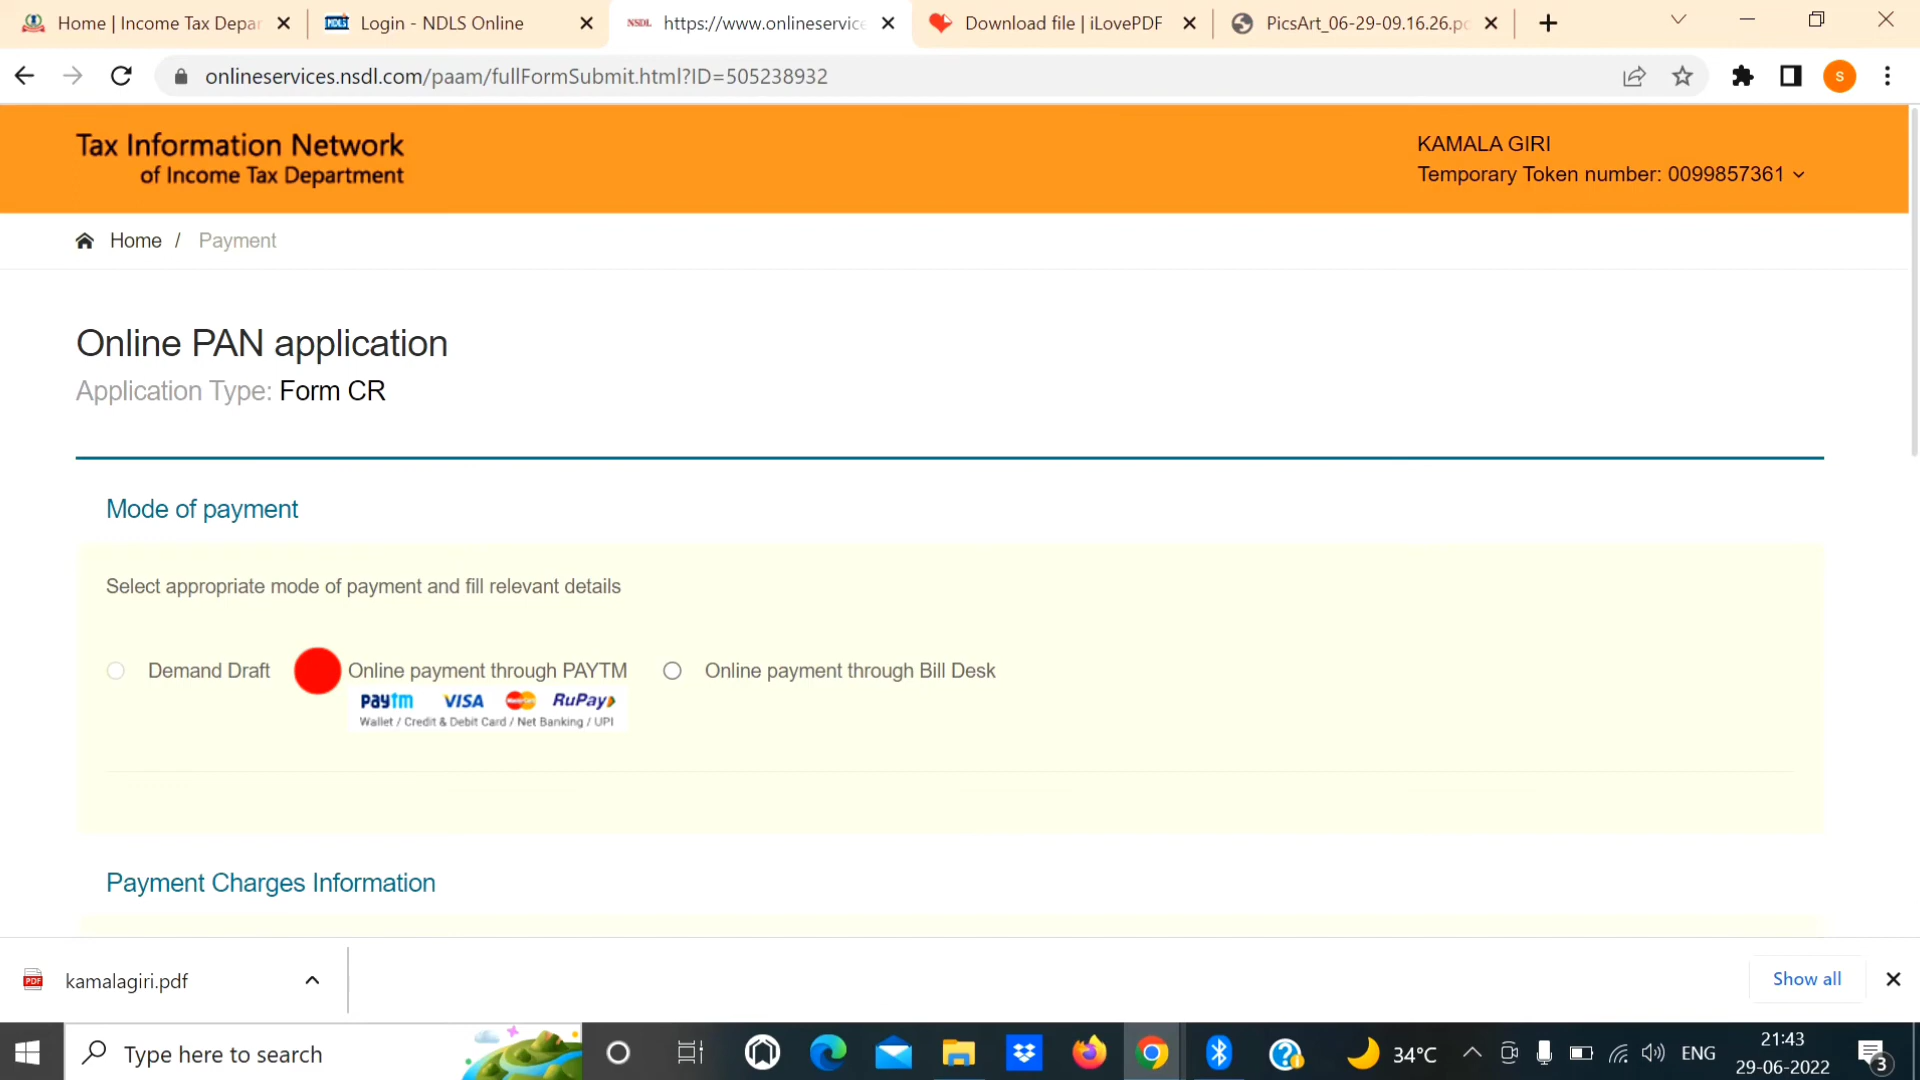 Home | Income Tax Depar
Login - NDLS Online
NSDL https://www.onlineservice
Download file | iLovePDF
PicsArt_06-29-09.16.26.pd
onlineservices.nsdl.com/paam/fullFormSubmit.html?ID=505238932
s
Tax Information Network
of Income Tax Department
KAMALA GIRI
Temporary Token number: 0099857361
Home / Payment
Online PAN application
Application Type: Form CR
Mode of payment
Select appropriate mode of payment and fill relevant details
Demand Draft Online payment through PAYTM Online payment through Bill Desk
paytm VISA MasterCard RuPay
Wallet / Credit & Debit Card / Net Banking / UPI
Payment Charges Information
PDF kamalagiri.pdf
Show all
Type here to search
34°C
ENG
21:43
29-06-2022
3